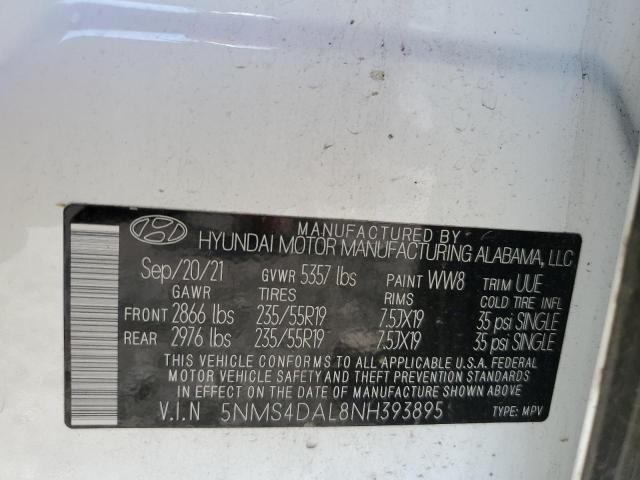 MANUFACTURED BY
HYUNDAI MOTOR MANUFACTURING ALABAMA, LLC
Sep/20/21 GVWR 5357 lbs PAINT WW8 TRIM UUE
GAWR TIRES RIMS COLD TIRE INFL
FRONT 2866 lbs 235/55R19 7.5JX19 35 psi SINGLE
REAR 2976 lbs 235/55R19 7.5JX19 35 psi SINGLE
THIS VEHICLE CONFORMS TO ALL APPLICABLE U.S.A. FEDERAL
MOTOR VEHICLE SAFETY AND THEFT PREVENTION STANDARDS
IN EFFECT ON THE DATE OF MANUFACTURE SHOWN ABOVE
V.I.N 5NMS4DAL8NH393895 TYPE: MPV